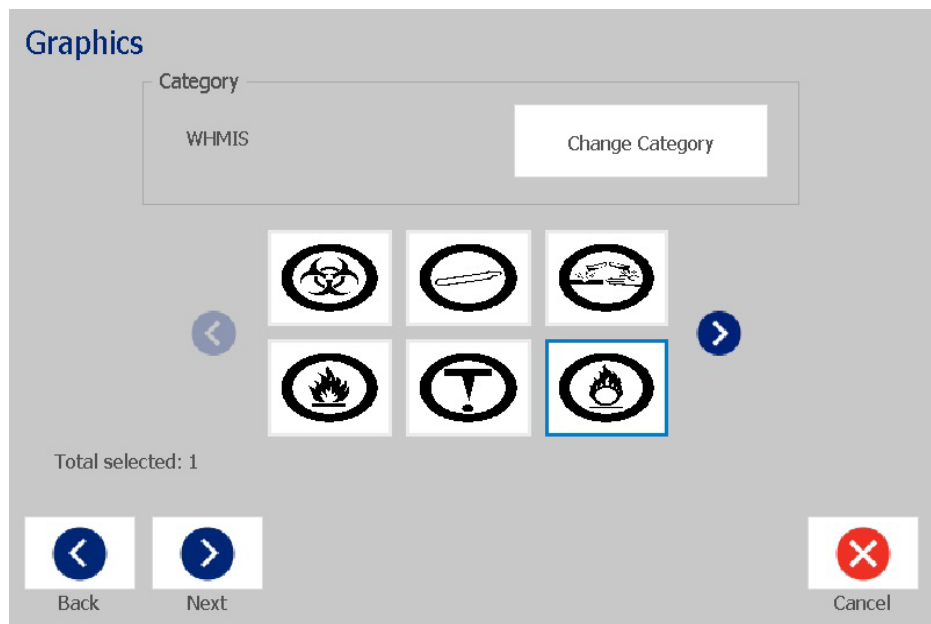 Graphics
Category
WHMIS
Change Category
Total selected: 1
Back
Next
Cancel